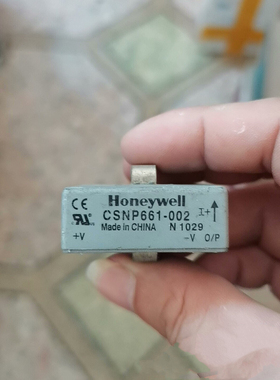 CE Honeywell
CSNP661-002 I+
Made in CHINA N 1029
+V -V O/P